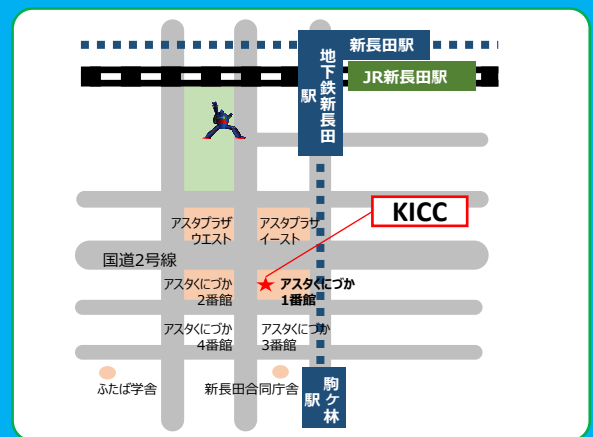 新長田駅
地下鉄新長田駅
JR新長田駅
KICC
アスタプラザ
ウエスト
アスタプラザ
イースト
国道2号線
アスタくにづか
2番館
アスタくにづか
1番館
アスタくにづか
4番館
アスタくにづか
3番館
ふたば学舎
新長田合同庁舎
駒ケ林駅